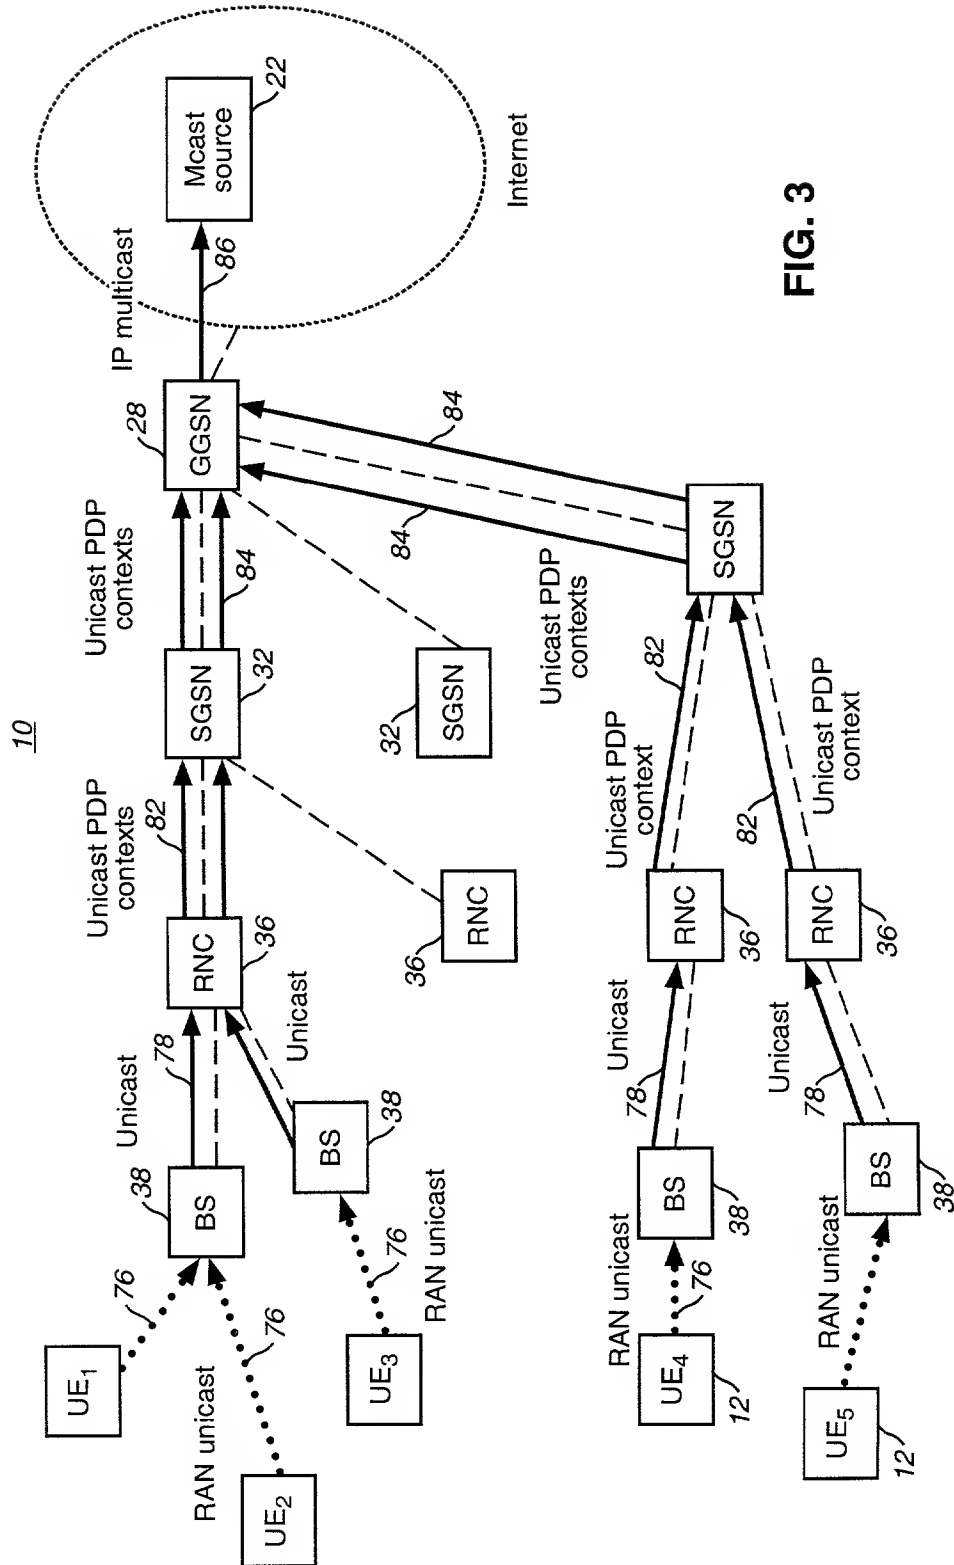 10
UE1
76
RAN unicast
UE2
76
BS
38
Unicast
78
RNC
36
Unicast PDP
contexts
82
SGSN
32
Unicast PDP
contexts
84
GGSN
28
IP multicast
86
Mcast
source
22
Internet
UE3
76
RAN unicast
BS
38
Unicast
RNC
36
SGSN
32
84
84
Unicast PDP
contexts
UE4
12
RAN unicast
76
BS
38
Unicast
78
RNC
36
Unicast PDP
context
82
SGSN
UE5
12
RAN unicast
BS
38
Unicast
78
RNC
36
82
Unicast PDP
context
FIG. 3